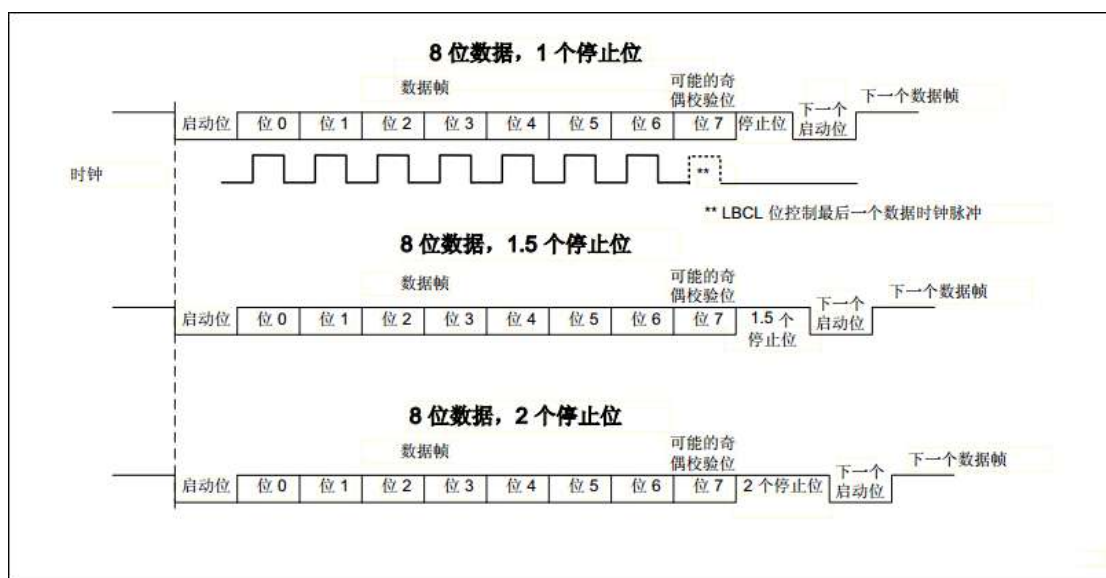 8 位数据，1 个停止位
数据帧
可能的奇
偶校验位
下一个数据帧
启动位 位 0 位 1 位 2 位 3 位 4 位 5 位 6 位 7 停止位
下一个
启动位
时钟
**
** LBCL 位控制最后一个数据时钟脉冲
8 位数据，1.5 个停止位
数据帧
可能的奇
偶校验位
下一个数据帧
启动位 位 0 位 1 位 2 位 3 位 4 位 5 位 6 位 7
1.5 个
停止位
下一个
启动位
8 位数据，2 个停止位
数据帧
可能的奇
偶校验位
下一个数据帧
启动位 位 0 位 1 位 2 位 3 位 4 位 5 位 6 位 7 2 个停止位
下一个
启动位